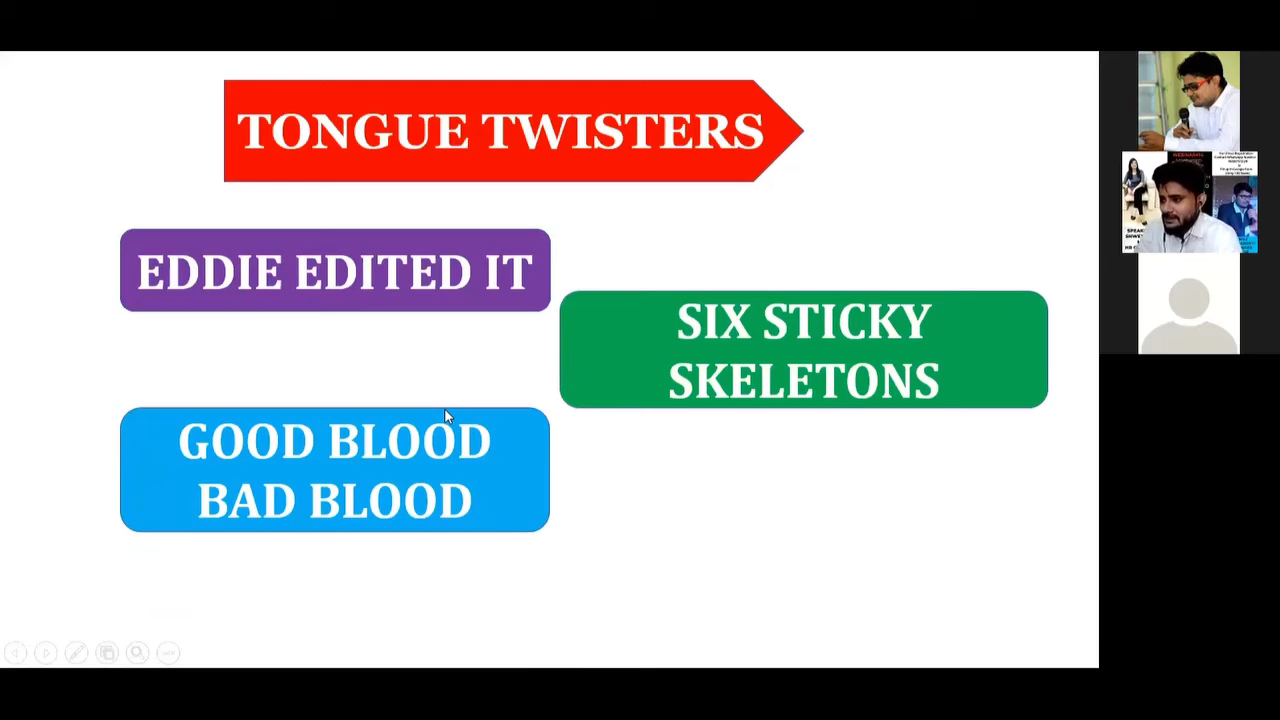 TONGUE TWISTERS
EDDIE EDITED IT
SIX STICKY
SKELETONS
GOOD BLOOD
BAD BLOOD